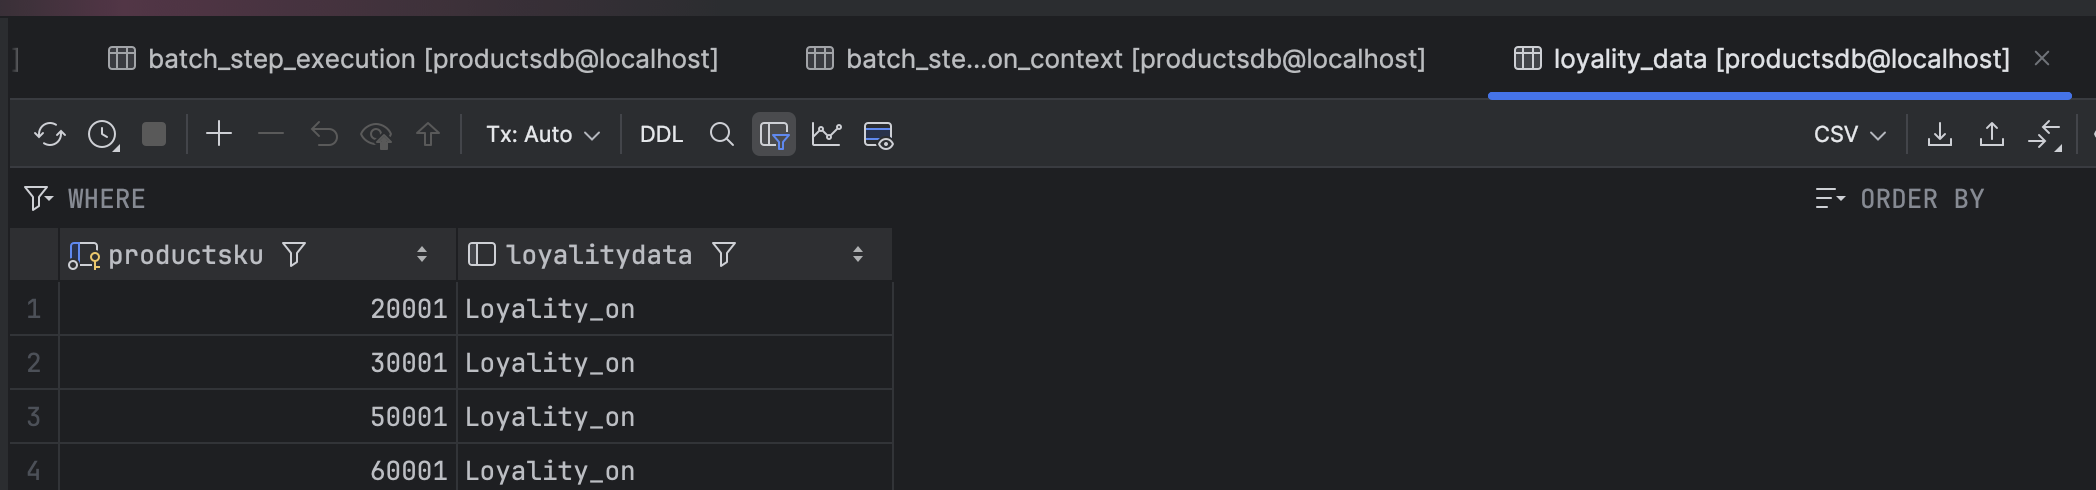 ] batch_step_execution [productsdb@localhost] batch_ste...on_context [productsdb@localhost] loyality_data [productsdb@localhost]
Tx: Auto DDL CSV
WHERE ORDER BY
productsku loyalitydata
1 20001 Loyality_on
2 30001 Loyality_on
3 50001 Loyality_on
4 60001 Loyality_on